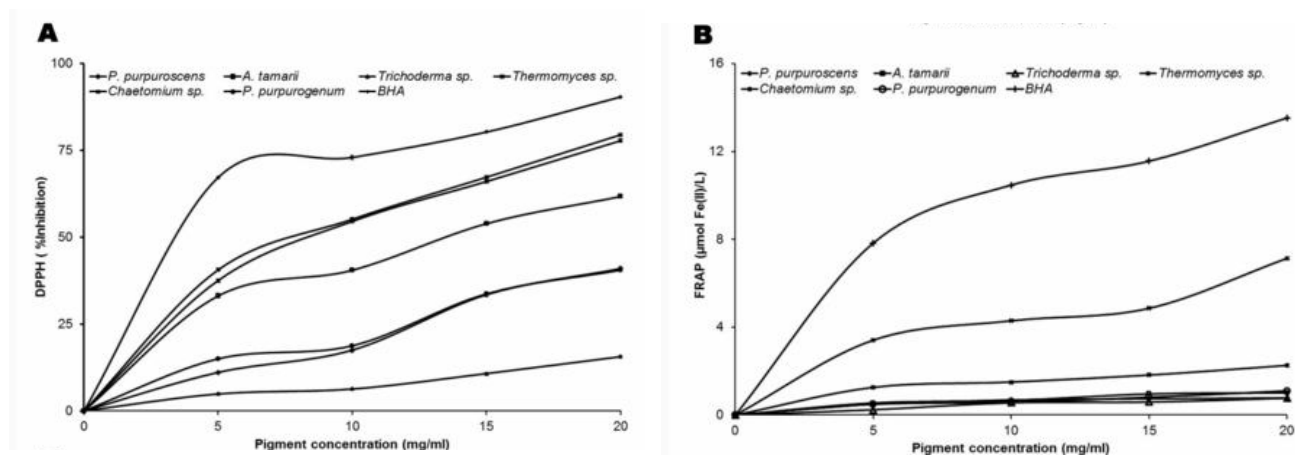 A
100
P. purpuroscens A. tamarii Trichoderma sp. Thermomyces sp.
Chaetomium sp. P. purpurogenum BHA
75
50
25
0
DPPH ( %Inhibition)
0 5 10 15 20
Pigment concentration (mg/ml)
B
16
P. purpuroscens A. tamarii Trichoderma sp. Thermomyces sp.
Chaetomium sp. P. purpurogenum BHA
12
8
4
0
FRAP (µmol Fe(II)/L)
0 5 10 15 20
Pigment concentration (mg/ml)